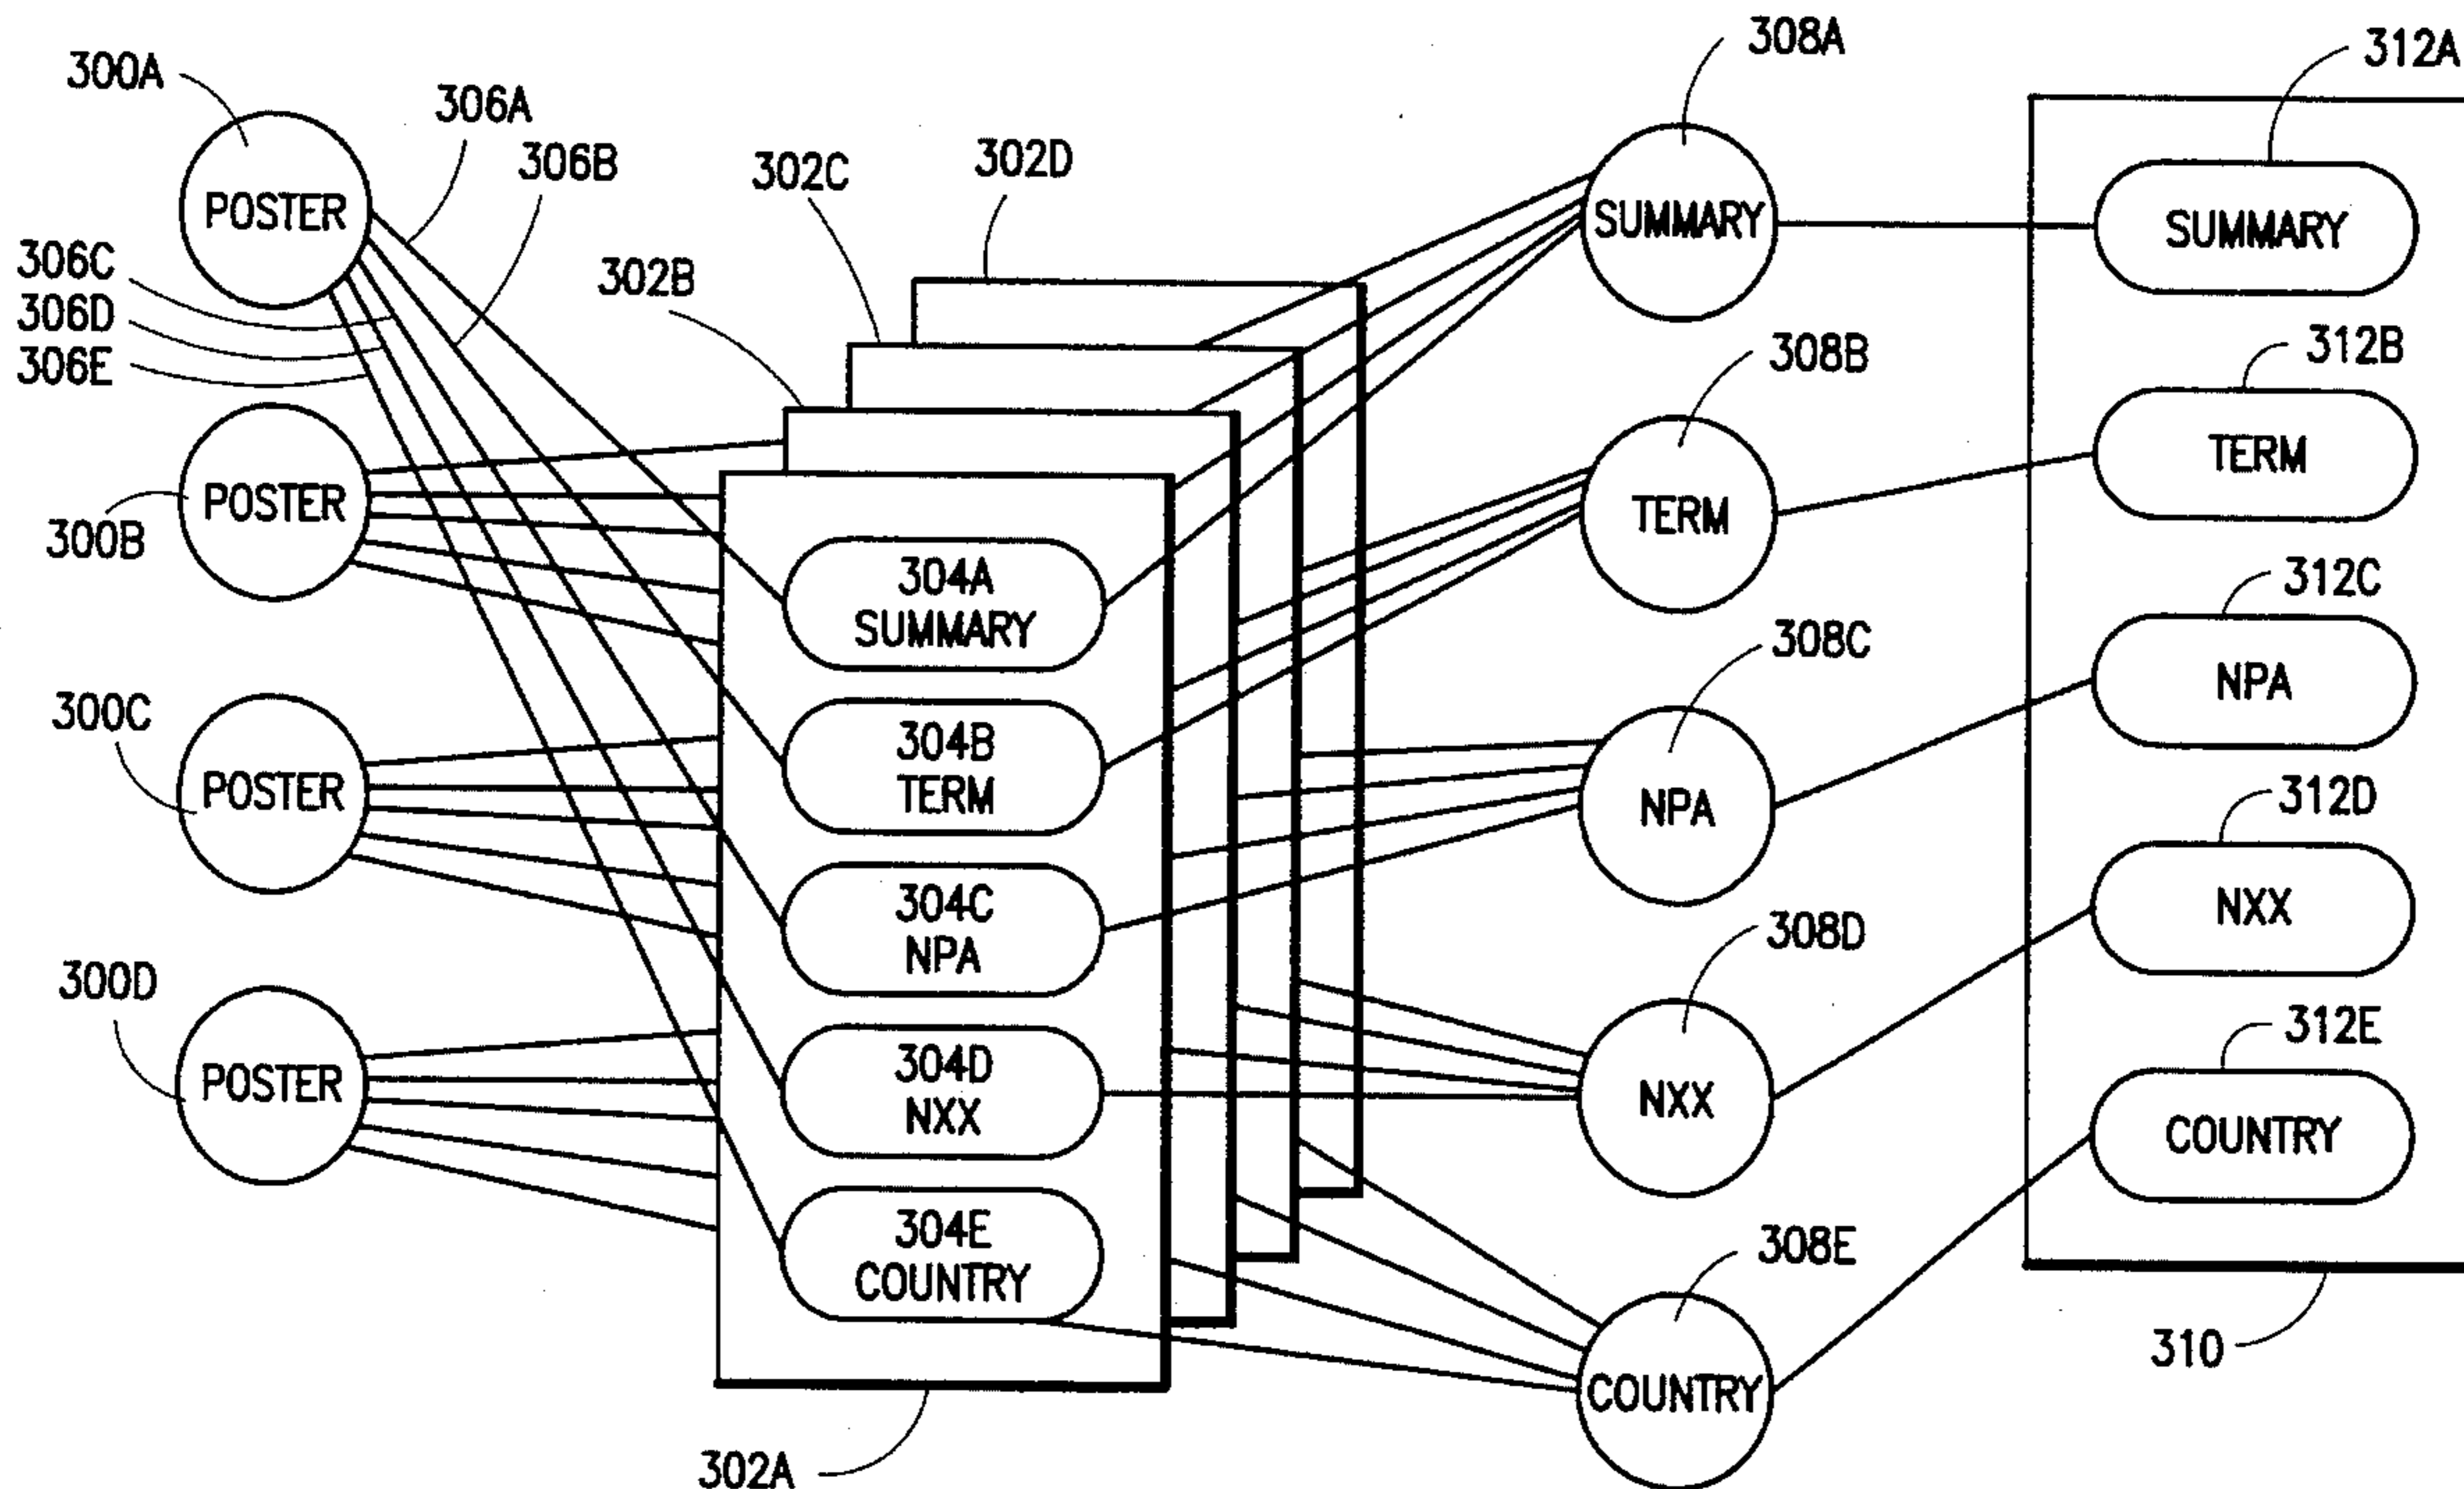 300A
306A
306B
306C
306D
306E
POSTER
300B
POSTER
300C
POSTER
300D
POSTER
302B
302C
302D
304A
SUMMARY
304B
TERM
304C
NPA
304D
NXX
304E
COUNTRY
302A
308A
SUMMARY
308B
TERM
308C
NPA
308D
NXX
308E
COUNTRY
312A
SUMMARY
312B
TERM
312C
NPA
312D
NXX
312E
COUNTRY
310